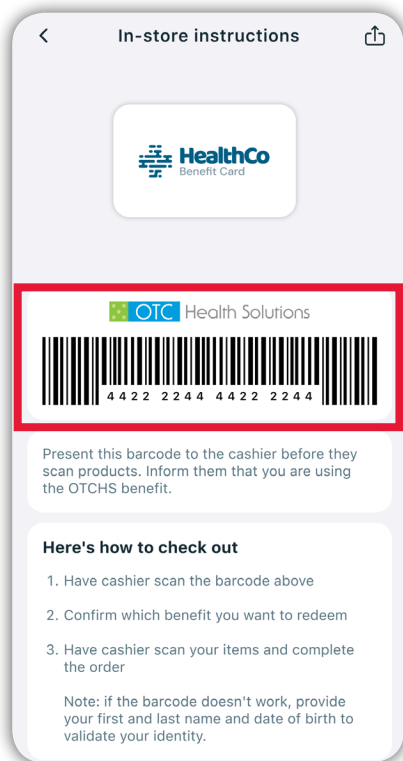 In-store instructions
HealthCo
Benefit Card
OTC Health Solutions
4422 2244 4422 2244
Present this barcode to the cashier before they
scan products. Inform them that you are using
the OTCHS benefit.
Here's how to check out
1. Have cashier scan the barcode above
2. Confirm which benefit you want to redeem
3. Have cashier scan your items and complete
the order
Note: if the barcode doesn't work, provide
your first and last name and date of birth to
validate your identity.